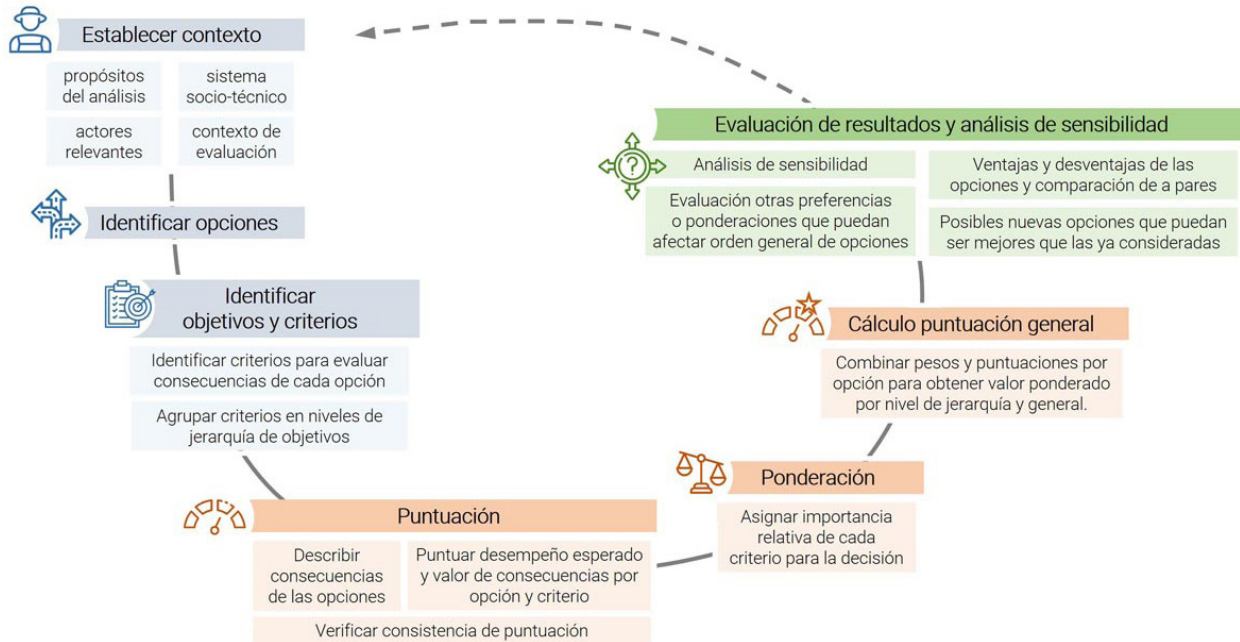 Establecer contexto
propósitos
del análisis
sistema
socio-técnico
actores
relevantes
contexto de
evaluación
Identificar opciones
Identificar
objetivos y criterios
Identificar criterios para evaluar
consecuencias de cada opción
Agrupar criterios en niveles de
jerarquía de objetivos
Puntuación
Describir
consecuencias
de las opciones
Puntuar desempeño esperado
y valor de consecuencias por
opción y criterio
Verificar consistencia de puntuación
Ponderación
Asignar importancia
relativa de cada
criterio para la decisión
Cálculo puntuación general
Combinar pesos y puntuaciones por
opción para obtener valor ponderado
por nivel de jerarquía y general.
Evaluación de resultados y análisis de sensibilidad
?
Análisis de sensibilidad
Evaluación otras preferencias
o ponderaciones que puedan
afectar orden general de opciones
Ventajas y desventajas de las
opciones y comparación de a pares
Posibles nuevas opciones que puedan
ser mejores que las ya consideradas